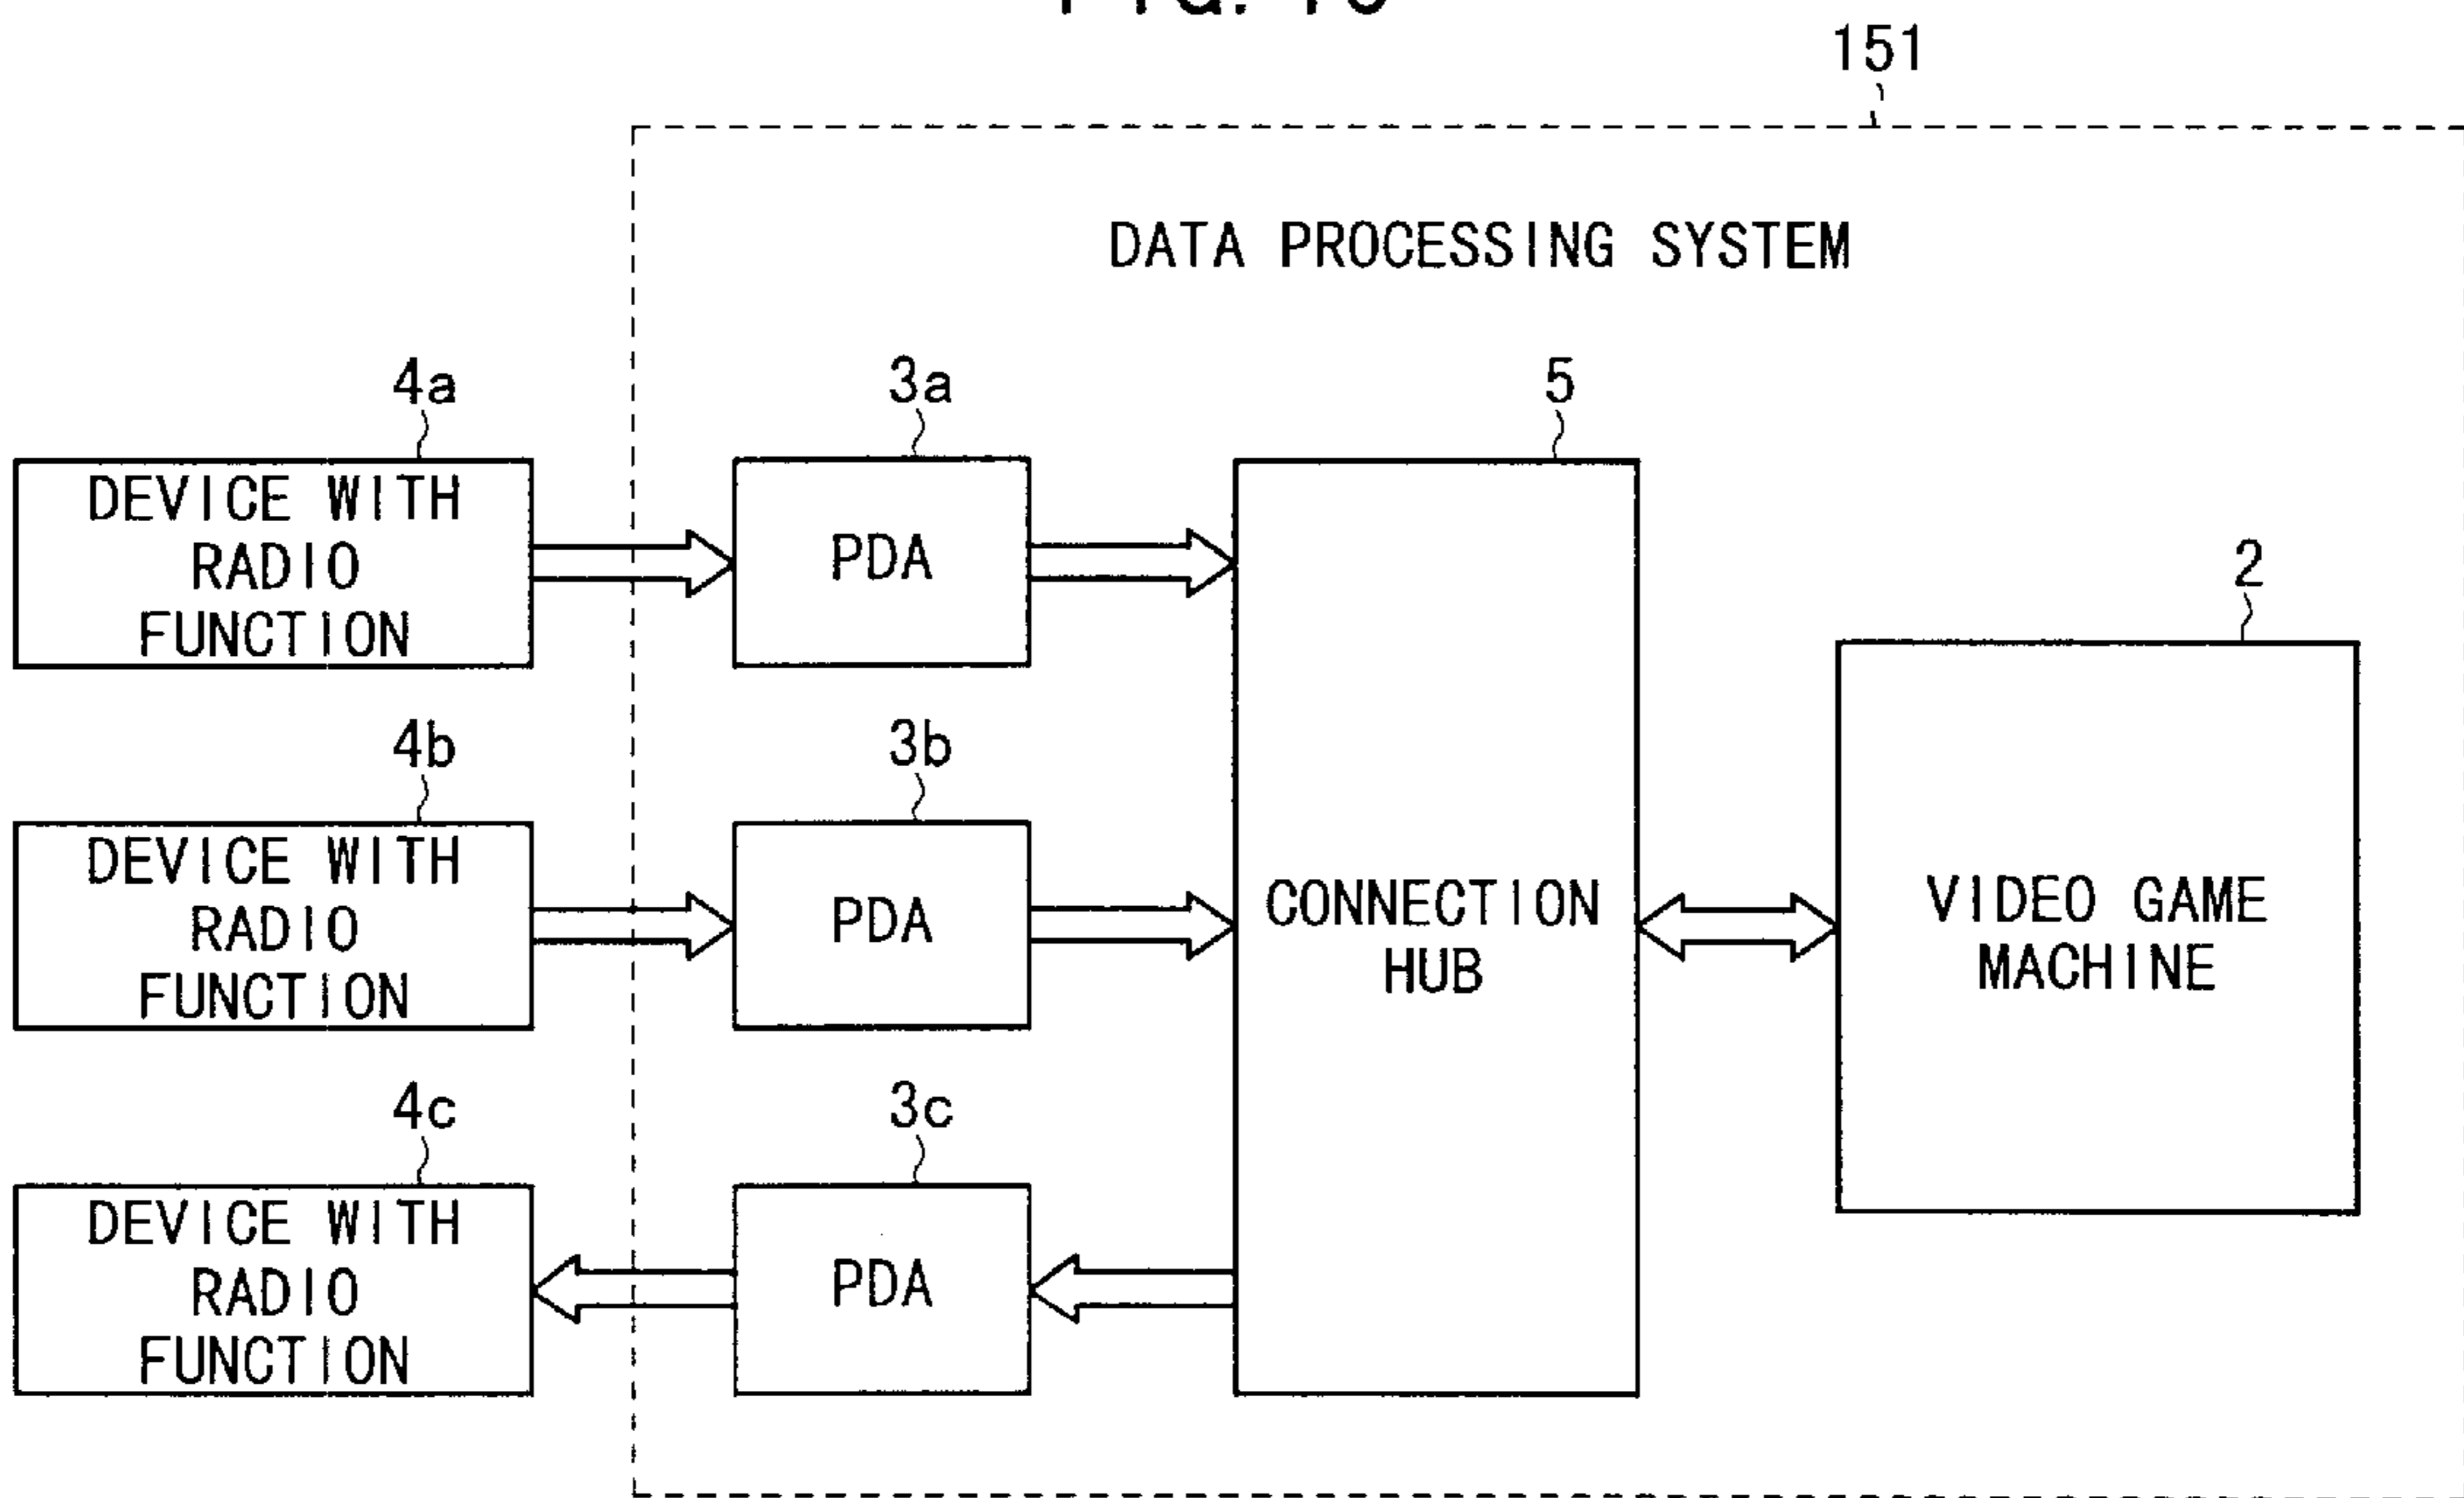 151
DATA PROCESSING SYSTEM
4a
3a
5
DEVICE WITH
RADIO
FUNCTION
PDA
2
4b
3b
DEVICE WITH
RADIO
FUNCTION
PDA
CONNECTION
HUB
VIDEO GAME
MACHINE
4c
3c
DEVICE WITH
RADIO
FUNCTION
PDA